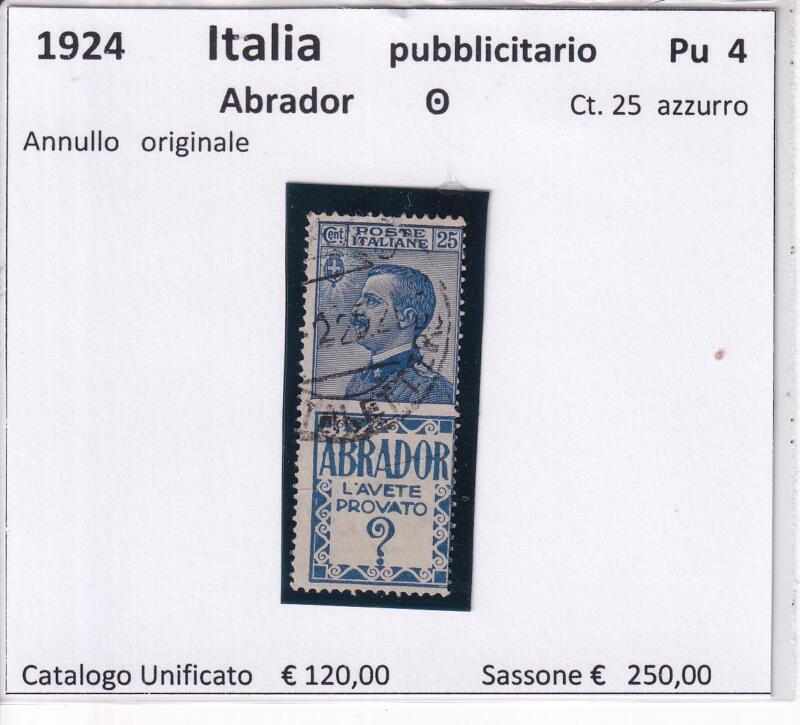 1924 Italia pubblicitario Pu 4
Abrador ʘ Ct. 25 azzurro
Annullo originale
Cent. POSTE ITALIANE 25
ABRADOR
L'AVETE
PROVATO
?
Catalogo Unificato € 120,00 Sassone € 250,00